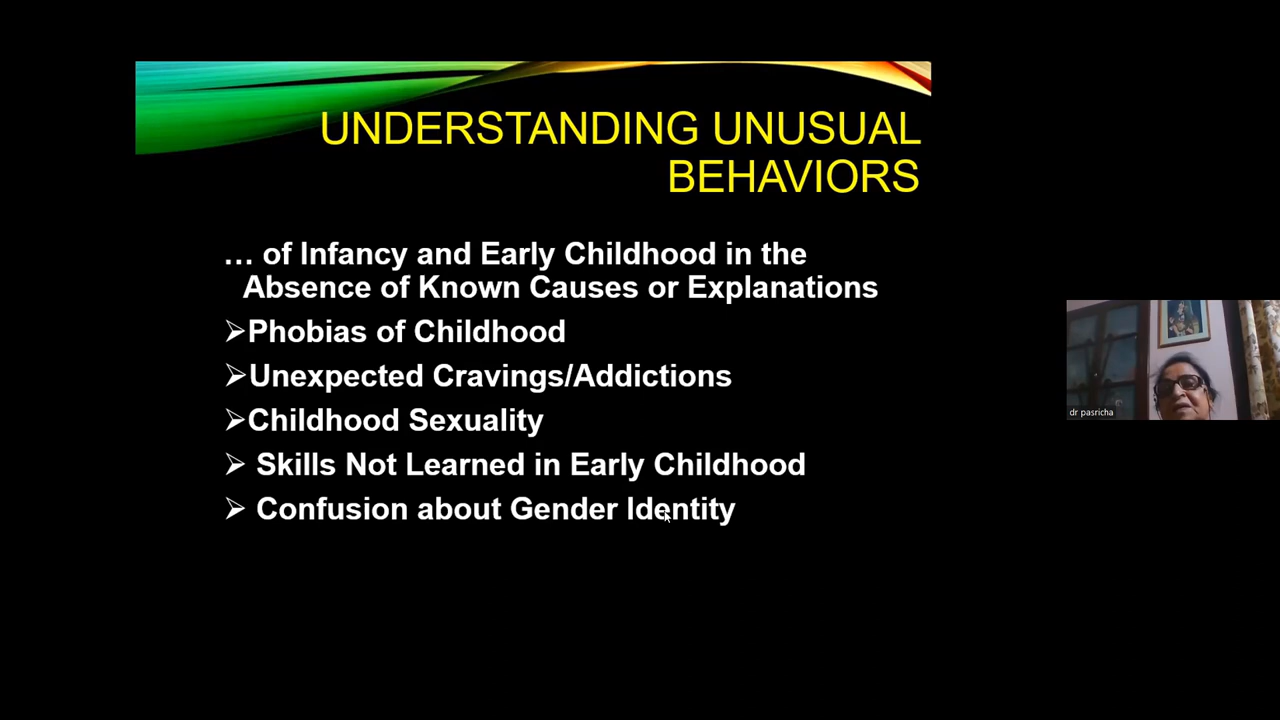 UNDERSTANDING UNUSUAL
BEHAVIORS
… of Infancy and Early Childhood in the
Absence of Known Causes or Explanations
➢Phobias of Childhood
➢Unexpected Cravings/Addictions
➢Childhood Sexuality
➢ Skills Not Learned in Early Childhood
➢ Confusion about Gender Identity
dr pasricha